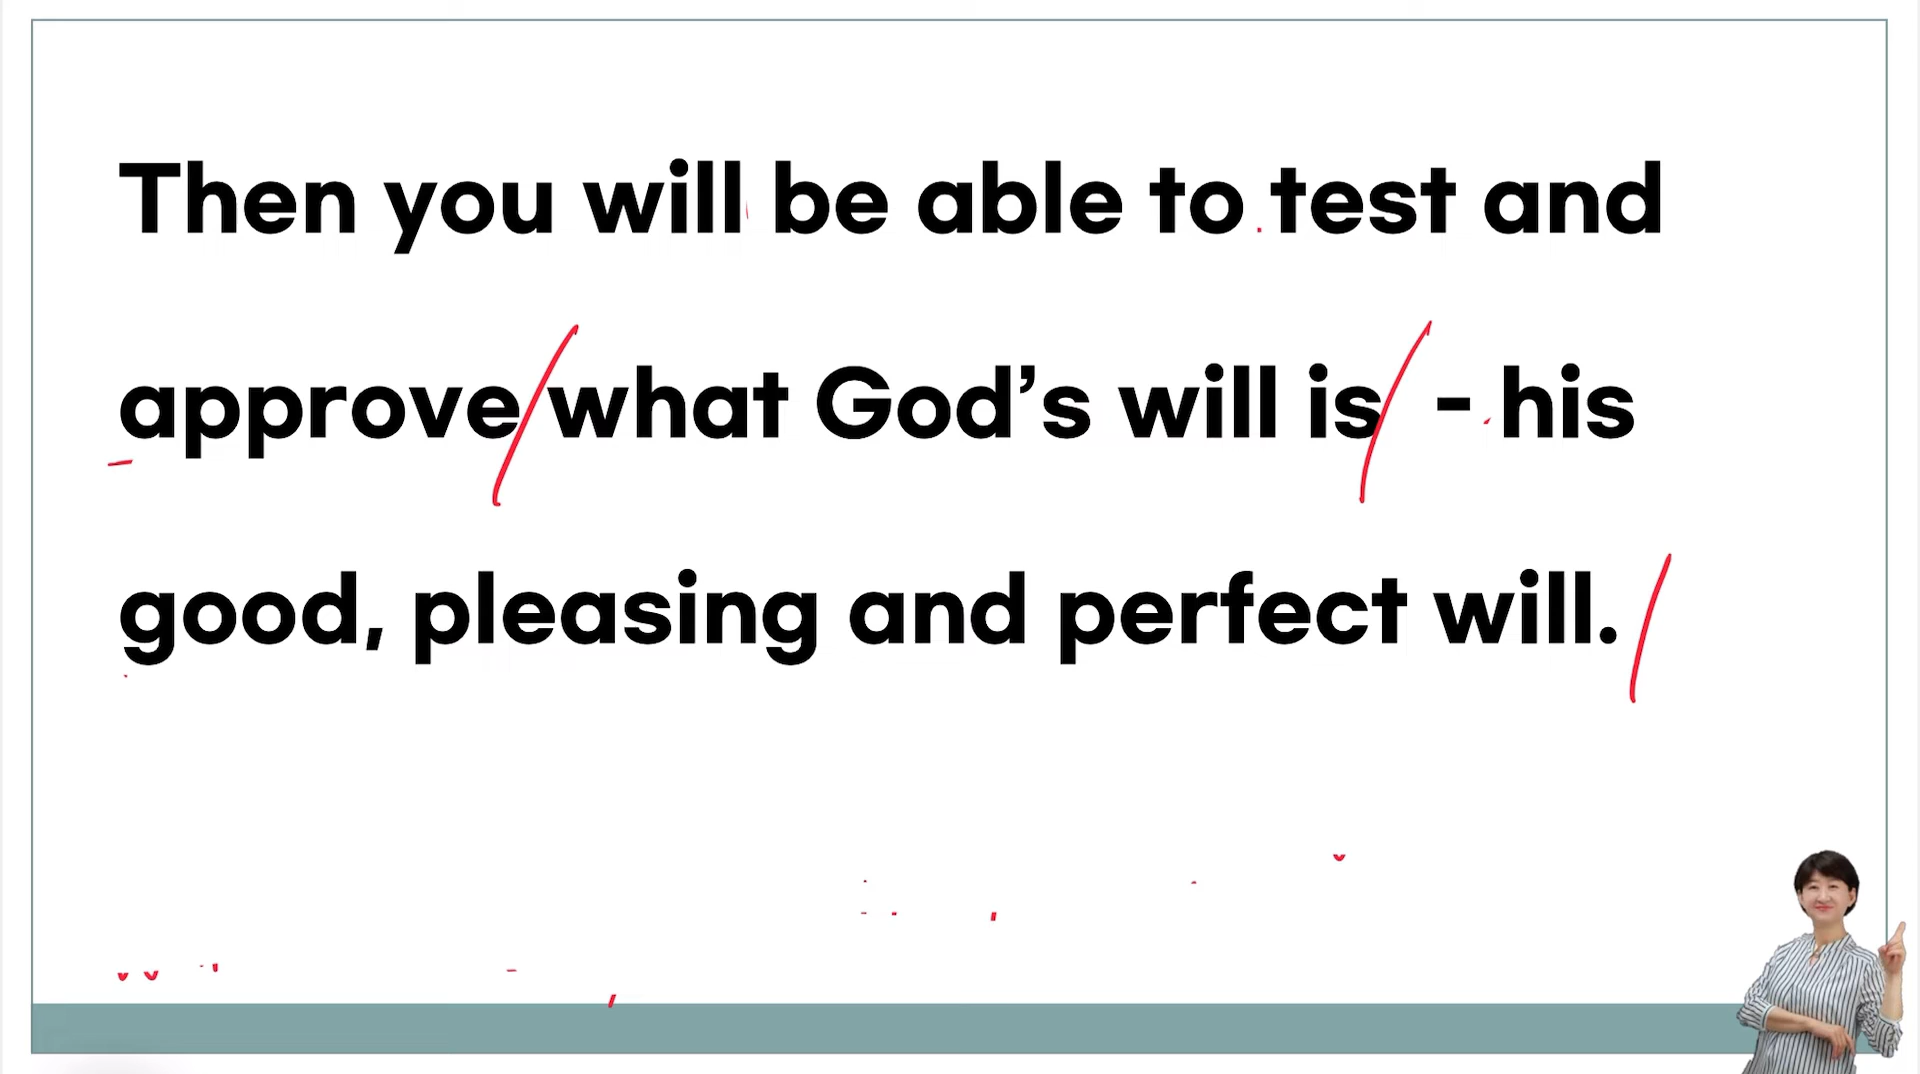 Then you will be able to test and
approve what God's will is - his
good, pleasing and perfect will.